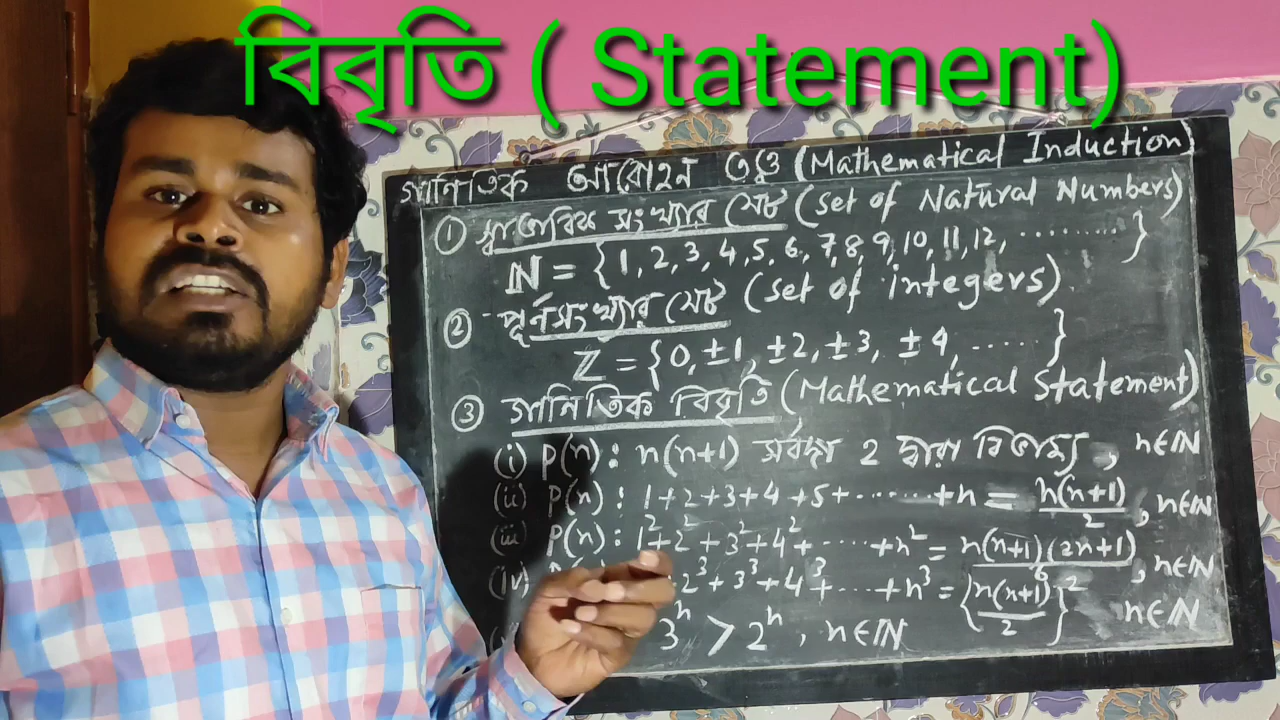 বিবৃতি ( Statement)
গানিতিক আরোহন তত্ত্ব (Mathematical Induction)
① স্বাভাবিক সংখ্যার সেট (set of Natural Numbers)
ℕ = {1, 2, 3, 4, 5, 6, 7, 8, 9, 10, 11, 12, ......... }
② পূর্নসংখ্যার সেট (set of integers)
ℤ = {0, ±1, ±2, ±3, ±4, ..... }
③ গানিতিক বিবৃতি (Mathematical Statement)
(i) P(n) : n(n+1) সর্বদা 2 দ্বারা বিভাজ্য, n∈ℕ
(ii) P(n) : 1+2+3+4+5+.......+n = n(n+1)/2, n∈ℕ
(iii) P(n) : 1²+2²+3²+4²+.....+n² = n(n+1)(2n+1)/6, n∈ℕ
(iv) 2³+3³+4³+....+n³ = {n(n+1)/2}² n∈ℕ
3ⁿ > 2ⁿ, n∈ℕ